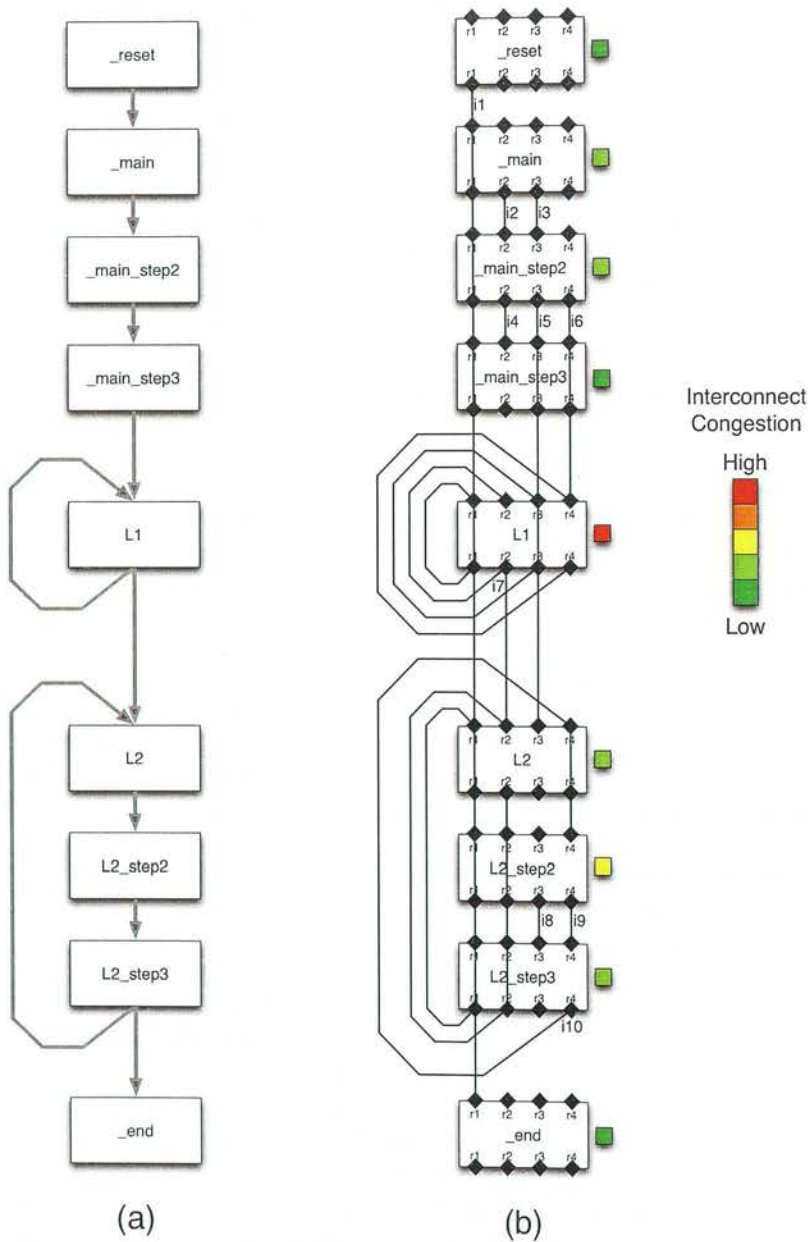 _reset
_main
_main_step2
_main_step3
L1
L2
L2_step2
L2_step3
_end
(a)
r1 r2 r3 r4
_reset
r1 r2 r3 r4
i1
r1 r2 r3 r4
_main
r1 r2 r3 r4
i2 i3
r1 r2 r3 r4
_main_step2
r1 r2 r3 r4
i4 i5 i6
r1 r2 r3 r4
_main_step3
r1 r2 r3 r4
r1 r2 r3 r4
L1
r1 r2 r3 r4
i7
r1 r2 r3 r4
L2
r1 r2 r3 r4
r1 r2 r3 r4
L2_step2
r1 r2 r3 r4
i8 i9
r1 r2 r3 r4
L2_step3
r1 r2 r3 r4
i10
r1 r2 r3 r4
_end
r1 r2 r3 r4
(b)
Interconnect
Congestion
High
Low